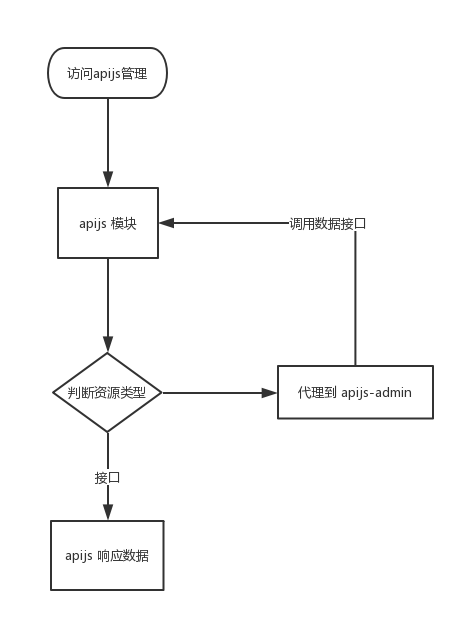 访问apijs管理
apijs 模块
调用数据接口
判断资源类型
代理到 apijs-admin
接口
apijs 响应数据